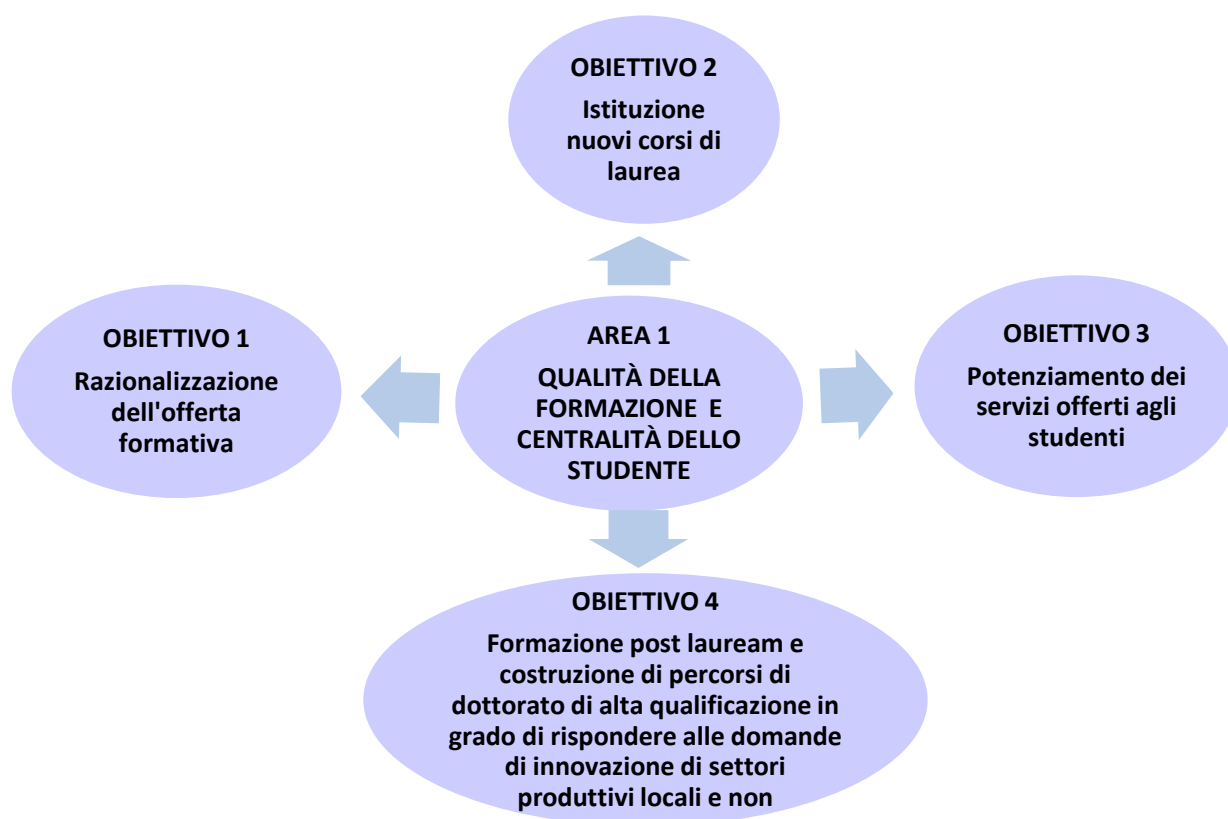 OBIETTIVO 2
Istituzione
nuovi corsi di
laurea
OBIETTIVO 1
Razionalizzazione
dell'offerta
formativa
AREA 1
QUALITÀ DELLA
FORMAZIONE E
CENTRALITÀ DELLO
STUDENTE
OBIETTIVO 3
Potenziamento dei
servizi offerti agli
studenti
OBIETTIVO 4
Formazione post lauream e
costruzione di percorsi di
dottorato di alta qualificazione in
grado di rispondere alle domande
di innovazione di settori
produttivi locali e non